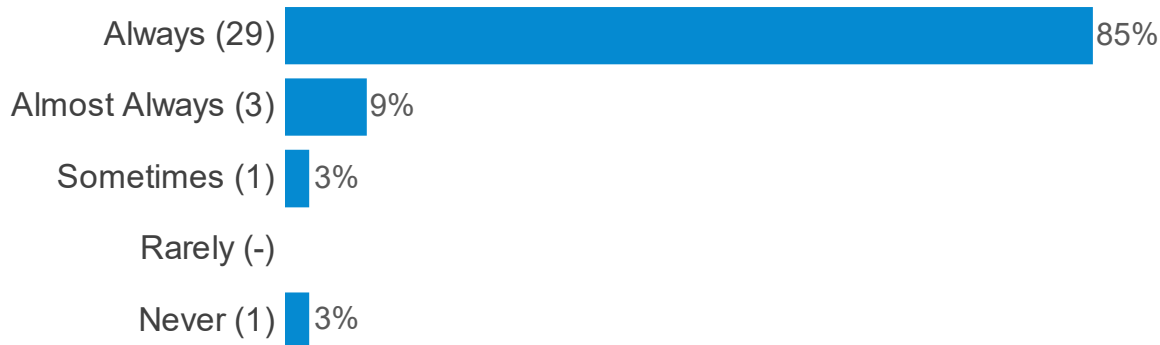 Always (29) 85%
Almost Always (3) 9%
Sometimes (1) 3%
Rarely (-)
Never (1) 3%